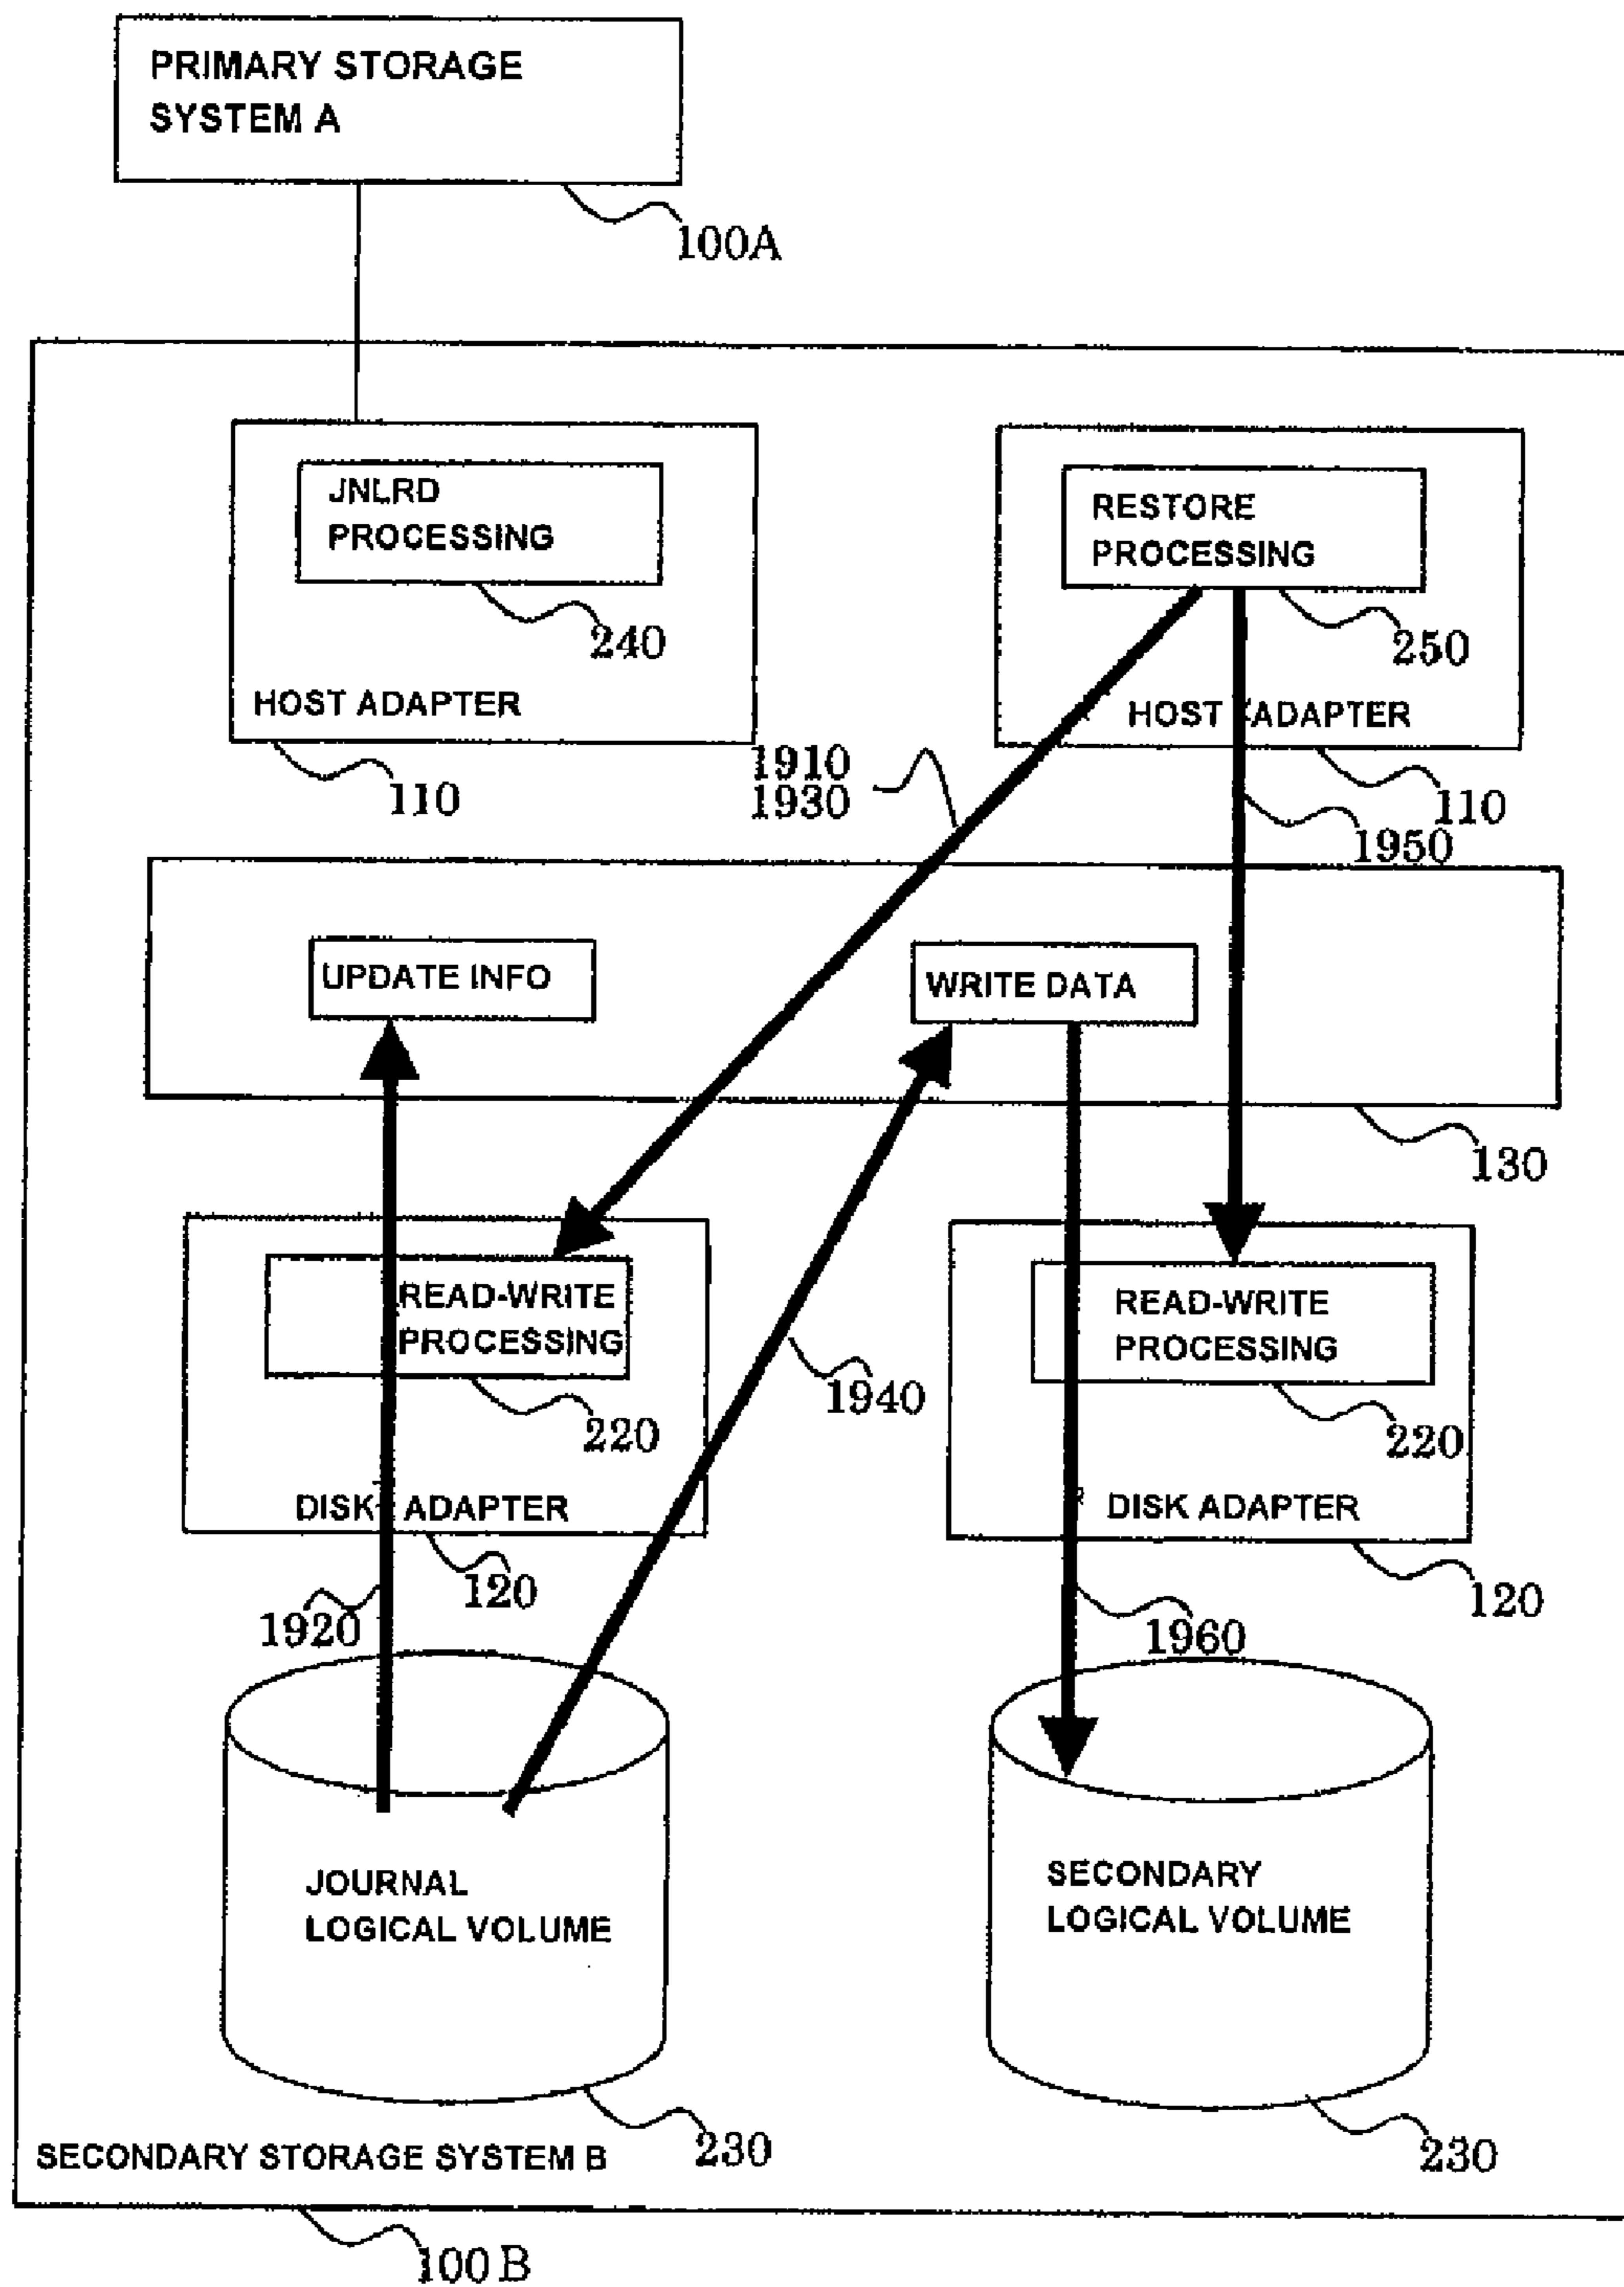 PRIMARY STORAGE
SYSTEM A
100A
JNLRD
PROCESSING
240
HOST ADAPTER
110
RESTORE
PROCESSING
250
HOST ADAPTER
110
1910
1930
1950
UPDATE INFO
WRITE DATA
130
READ-WRITE
PROCESSING
220
DISK ADAPTER
120
1940
READ-WRITE
PROCESSING
220
DISK ADAPTER
120
1920
1960
JOURNAL
LOGICAL VOLUME
230
SECONDARY
LOGICAL VOLUME
230
SECONDARY STORAGE SYSTEM B
100B